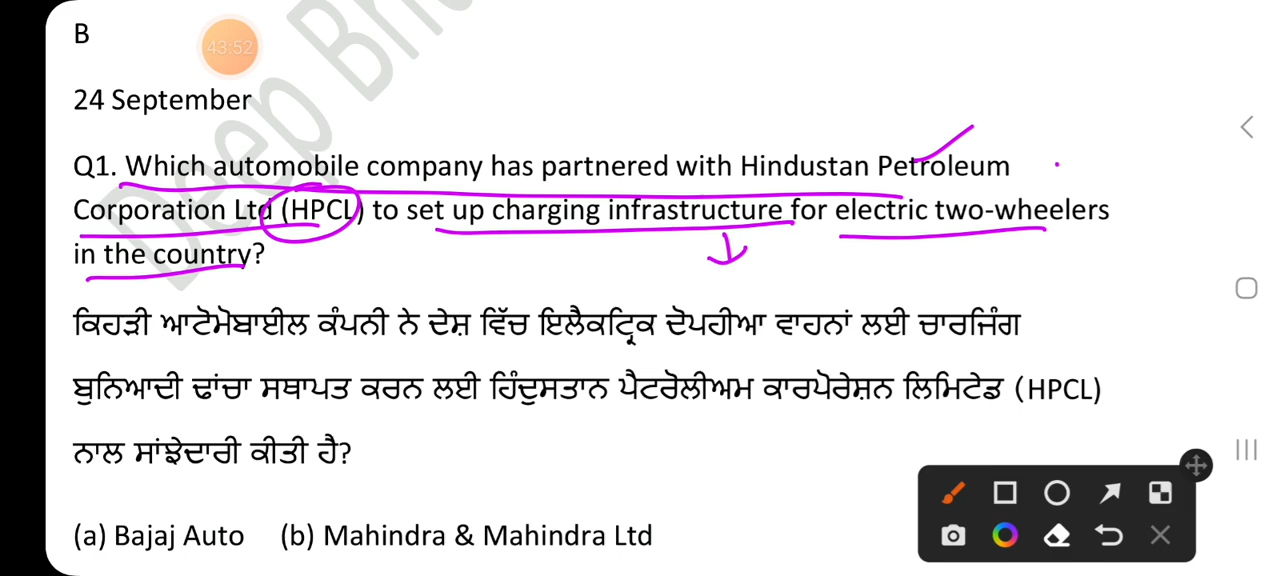 B
43:52
24 September
Q1. Which automobile company has partnered with Hindustan Petroleum
Corporation Ltd (HPCL) to set up charging infrastructure for electric two-wheelers
in the country?
ਕਿਹੜੀ ਆਟੋਮੋਬਾਈਲ ਕੰਪਨੀ ਨੇ ਦੇਸ਼ ਵਿੱਚ ਇਲੈਕਟ੍ਰਿਕ ਦੋਪਹੀਆ ਵਾਹਨਾਂ ਲਈ ਚਾਰਜਿੰਗ
ਬੁਨਿਆਦੀ ਢਾਂਚਾ ਸਥਾਪਤ ਕਰਨ ਲਈ ਹਿੰਦੁਸਤਾਨ ਪੈਟਰੋਲੀਅਮ ਕਾਰਪੋਰੇਸ਼ਨ ਲਿਮਿਟੇਡ (HPCL)
ਨਾਲ ਸਾਂਝੇਦਾਰੀ ਕੀਤੀ ਹੈ?
(a) Bajaj Auto (b) Mahindra & Mahindra Ltd
Deep